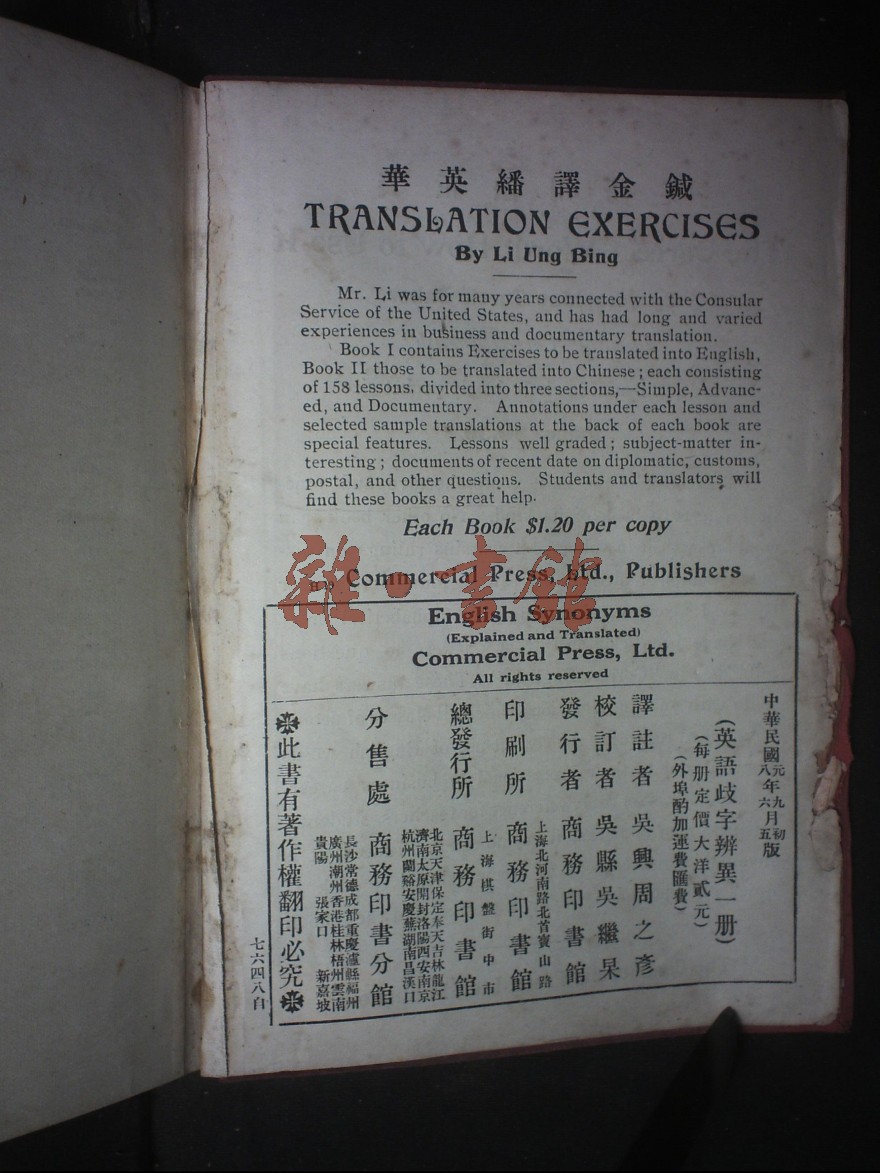 華英繙譯金鍼
TRANSLATION EXERCISES
By Li Ung Bing
Mr. Li was for many years connected with the Consular
Service of the United States, and has had long and varied
experiences in business and documentary translation.
Book I contains Exercises to be translated into English,
Book II those to be translated into Chinese; each consisting
of 158 lessons, divided into three sections,—Simple, Advanc-
ed, and Documentary. Annotations under each lesson and
selected sample translations at the back of each book are
special features. Lessons well graded; subject-matter in-
teresting; documents of recent date on diplomatic, customs,
postal, and other questions. Students and translators will
find these books a great help.
Each Book $1.20 per copy
Commercial Press, Ltd., Publishers
雜·書館
English Synonyms
(Explained and Translated)
Commercial Press, Ltd.
All rights reserved
中華民國元年九月初版
八年六月五版
(英語歧字辨異一册)
(每册定價大洋貳元)
(外埠酌加運費匯費)
譯註者 吳興周之彥
校訂者 吳縣吳繼杲
發行者 商務印書館
上海北河南路北首寶山路
印刷所 商務印書館
上海棋盤街中市
總發行所 商務印書館
北京天津保定奉天吉林龍江
濟南太原開封洛陽西安南京
杭州蘭谿安慶蕪湖南昌漢口
分售處 商務印書分館
長沙常德成都重慶瀘縣福州
廣州潮州香港桂林梧州雲南
貴陽 張家口 新嘉坡
此書有著作權翻印必究
七六四八自